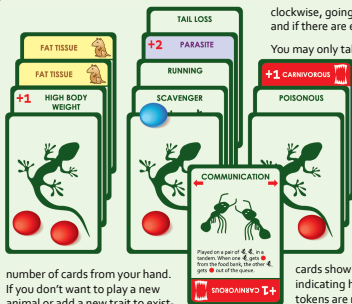 clockwise, going
and if there are e
You may only tal
TAIL LOSS
+2 PARASITE
RUNNING
SCAVENGER
FAT TISSUE
FAT TISSUE
+1 HIGH BODY
WEIGHT
+1 CARNIVOROUS
POISONOUS
COMMUNICATION
Played on a pair of in a
tandem. When one gets
from the food bank, the other
gets out of the queue.
+1 CARNIVOROUS
number of cards from your hand.
If you don't want to play a new
animal or add a new trait to exist-
cards show
indicating h
tokens are r